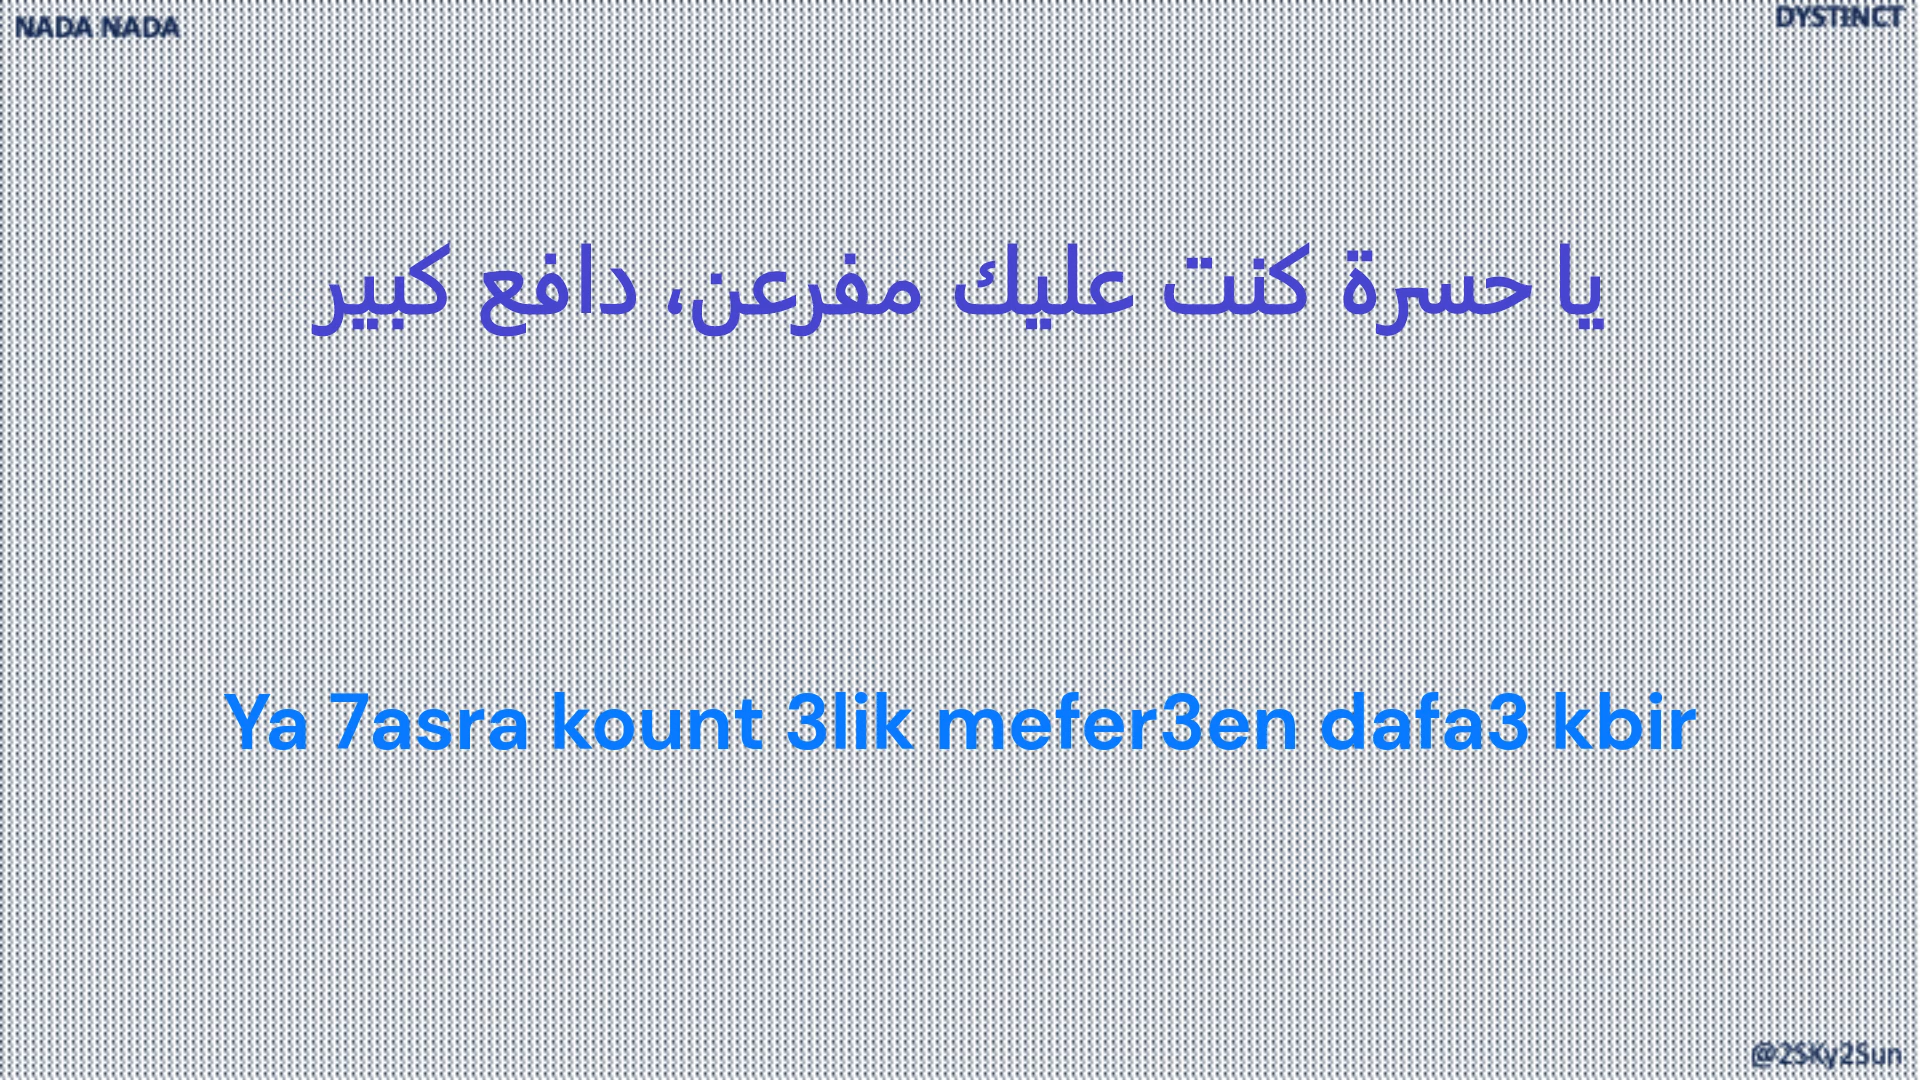 NADA NADA
DYSTINCT
يا حسرة كنت عليك مفرعن، دافع كبير
Ya 7asra kount 3lik mefer3en dafa3 kbir
@2SKy2Sun